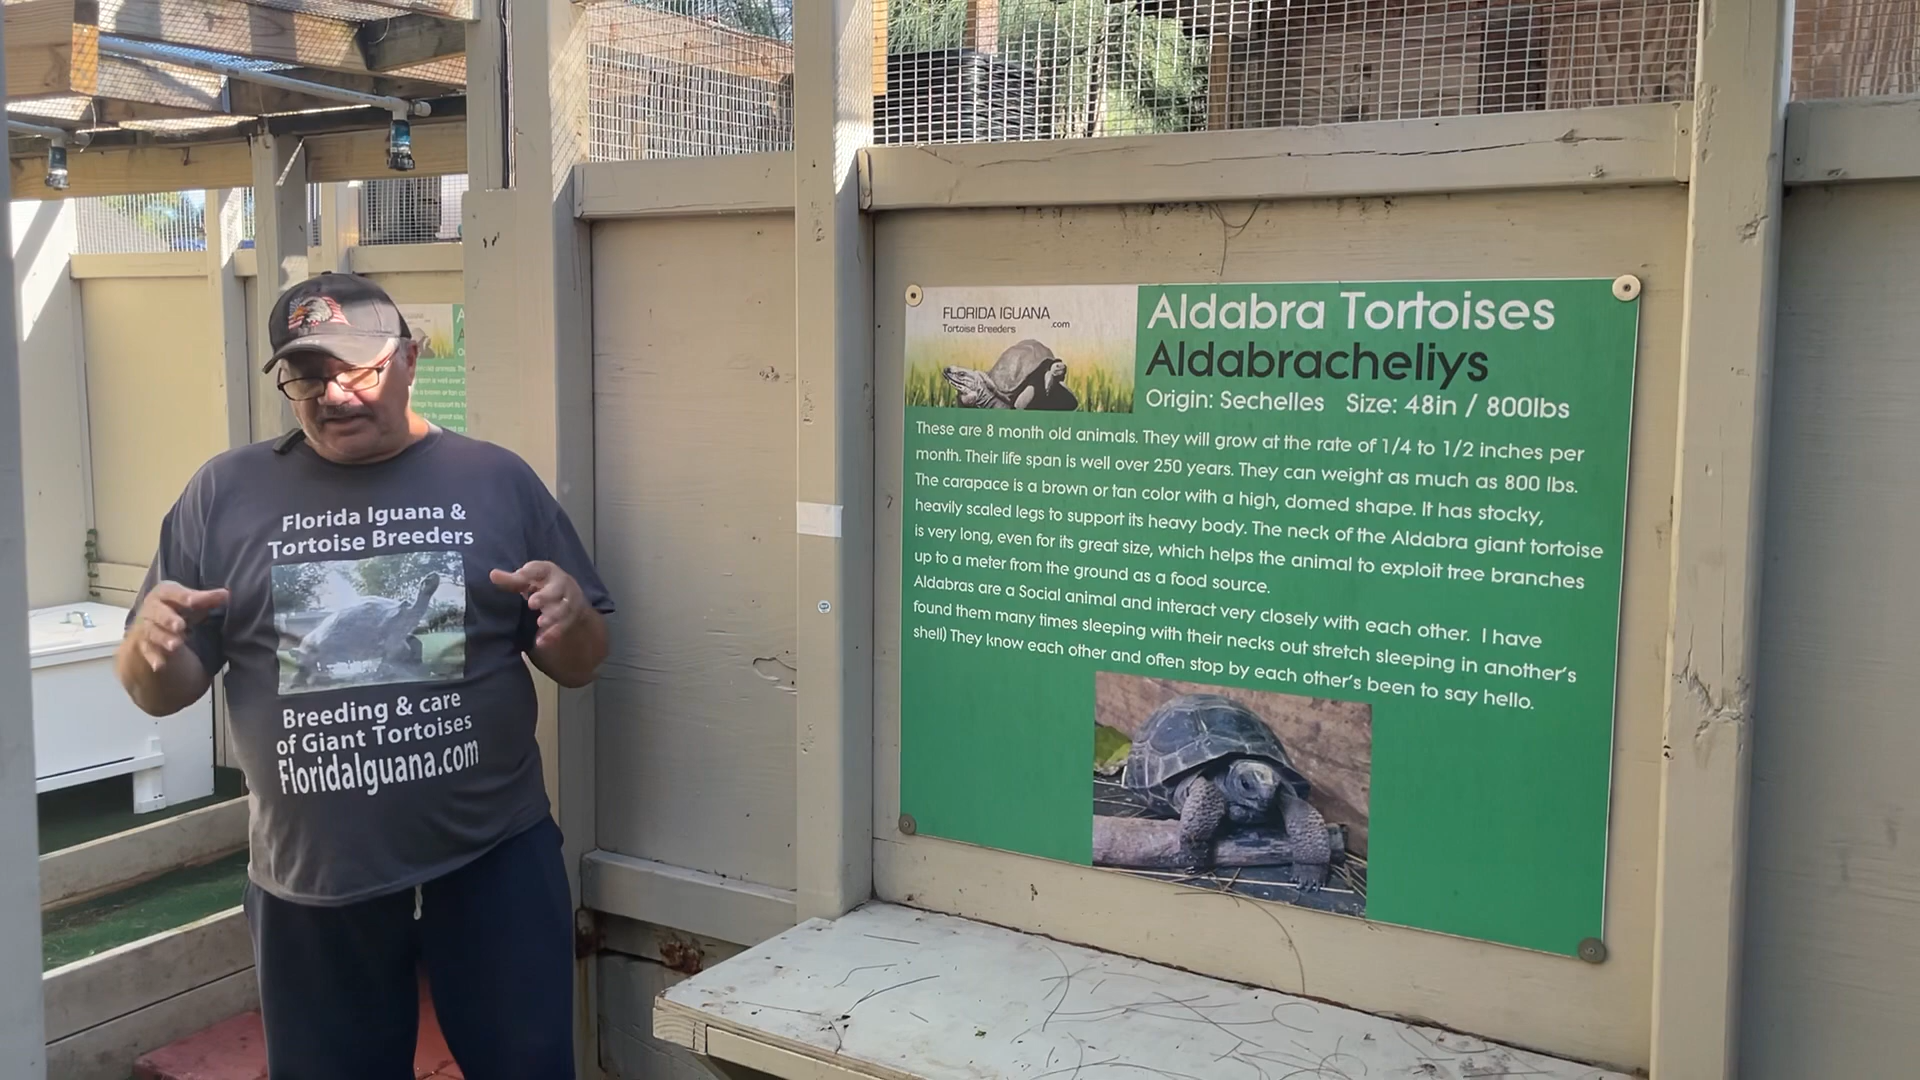 FLORIDA IGUANA
.com
Tortoise Breeders
Aldabra Tortoises
Aldabracheliys
Origin: Sechelles Size: 48in / 800lbs
These are 8 month old animals. They will grow at the rate of 1/4 to 1/2 inches per
month. Their life span is well over 250 years. They can weight as much as 800 lbs.
The carapace is a brown or tan color with a high, domed shape. It has stocky,
heavily scaled legs to support its heavy body. The neck of the Aldabra giant tortoise
is very long, even for its great size, which helps the animal to exploit tree branches
up to a meter from the ground as a food source.
Aldabras are a Social animal and interact very closely with each other. I have
found them many times sleeping with their necks out stretch sleeping in another's
shell) They know each other and often stop by each other's been to say hello.
Florida Iguana &
Tortoise Breeders
Breeding & care
of Giant Tortoises
FloridaIguana.com